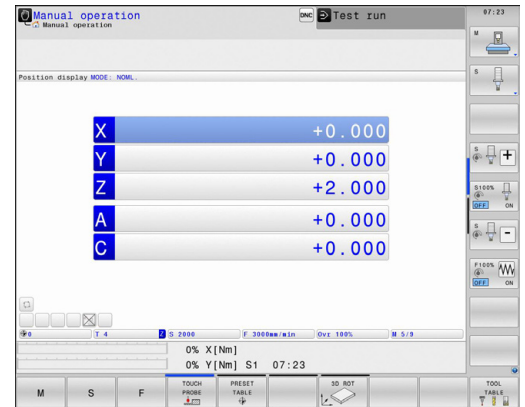 Manual operation
DNC
Test run
07:23
Manual operation
M
Position display MODE: NOML.
S
X +0.000
Y +0.000
Z +2.000
A +0.000
C +0.000
S
+
S100%
OFF ON
S
-
F100%
OFF ON
0 T 4 Z S 2000 F 3000mm/min Ovr 100% M 5/9
0% X[Nm]
0% Y[Nm] S1 07:23
M
S
F
TOUCH PROBE
PRESET TABLE
3D ROT
TOOL TABLE